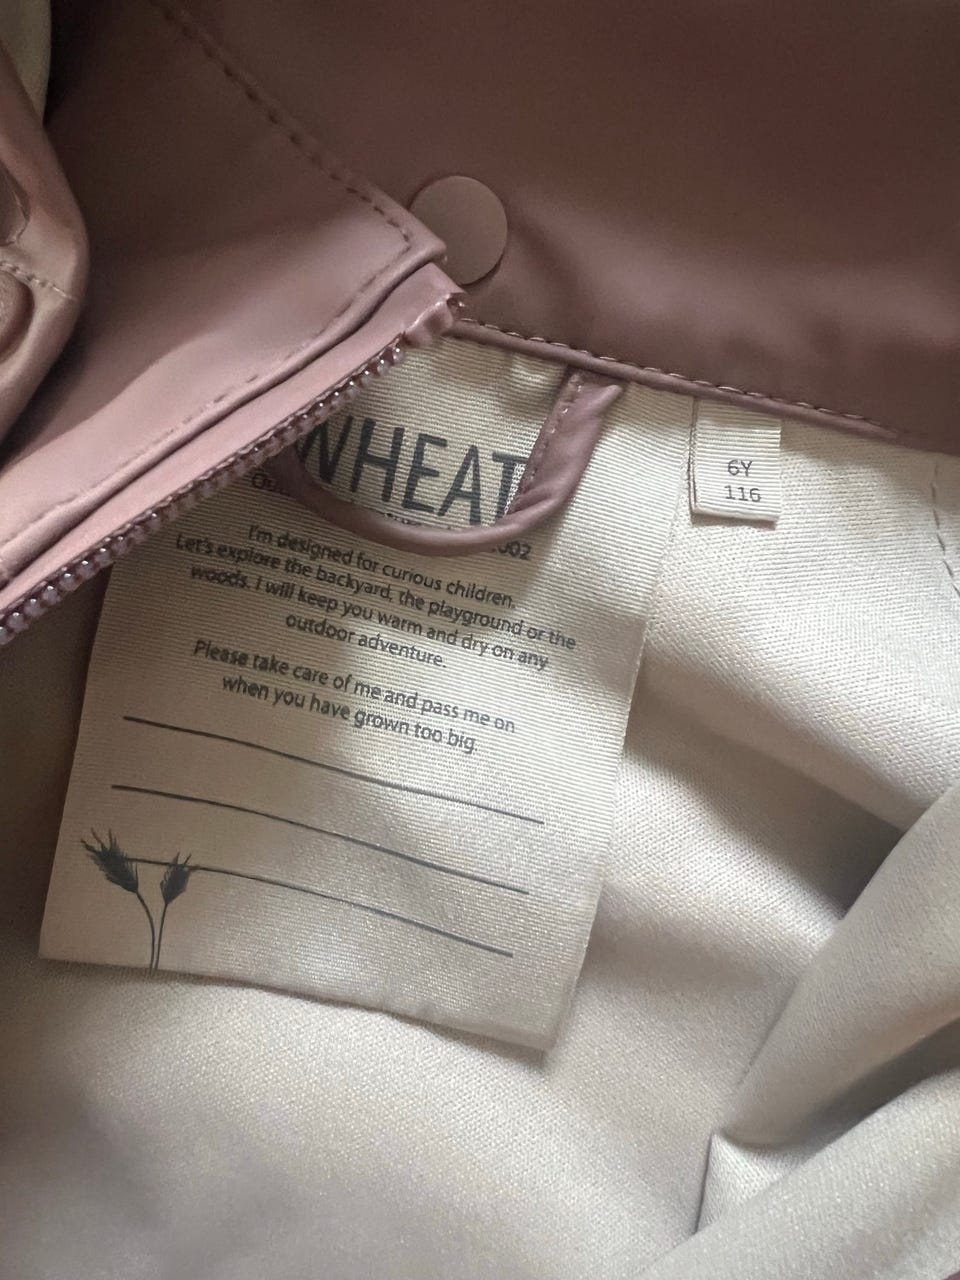 WHEAT
002
I'm designed for curious children.
Let's explore the backyard, the playground or the
woods. I will keep you warm and dry on any
outdoor adventure.
Please take care of me and pass me on
when you have grown too big.
6Y
116